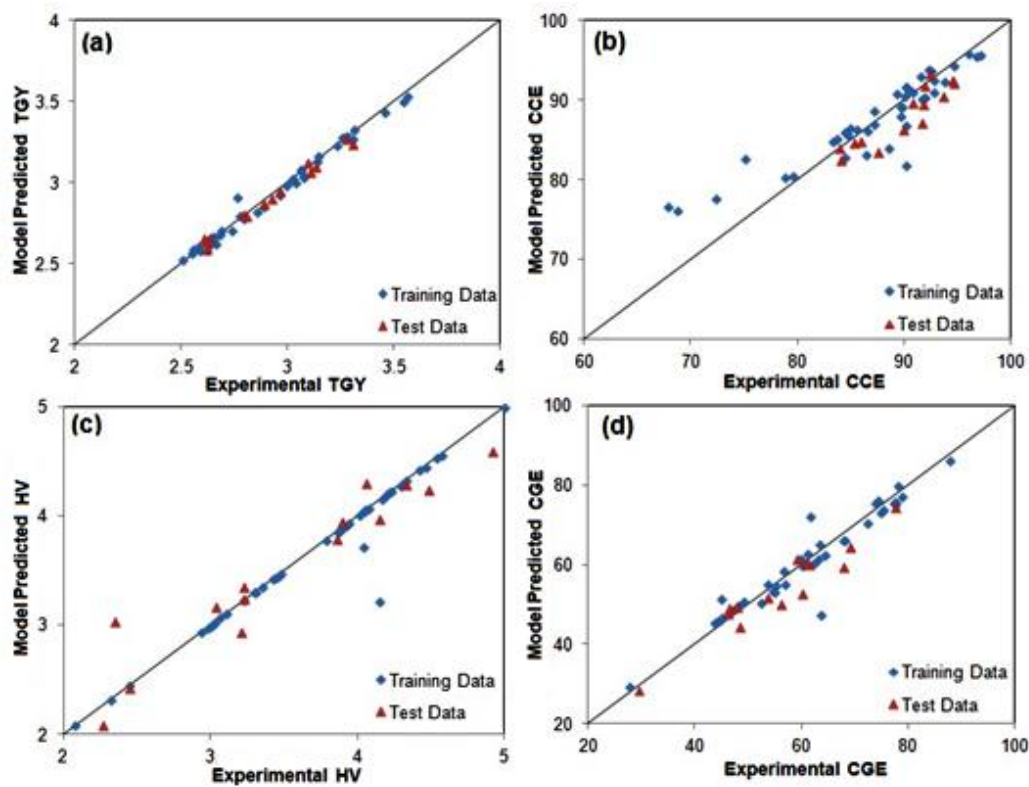 (a)
Model Predicted TGY
4
3.5
3
2.5
2
2 2.5 3 3.5 4
Experimental TGY
Training Data
Test Data
(b)
Model Predicted CCE
100
90
80
70
60
60 70 80 90 100
Experimental CCE
Training Data
Test Data
(c)
Model Predicted HV
5
4
3
2
2 3 4 5
Experimental HV
Training Data
Test Data
(d)
Model Predicted CGE
100
80
60
40
20
20 40 60 80 100
Experimental CGE
Training Data
Test Data